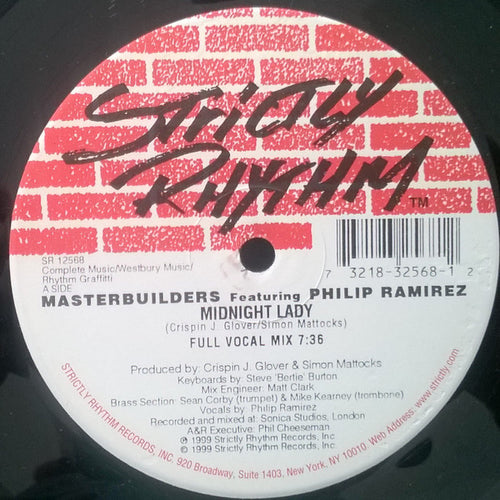 STRICTLY
RHYTHM
TM
SR 12568
Complete Music/Westbury Music/
Rhythm Graffitti
A SIDE
7 3218-32568-1 2
MASTERBUILDERS Featuring PHILIP RAMIREZ
MIDNIGHT LADY
(Crispin J. Glover/Simon Mattocks)
FULL VOCAL MIX 7:36
Produced by: Crispin J. Glover & Simon Mattocks
Keyboards by: Steve 'Bertie' Burton
Mix Engineer: Matt Clark
Brass Section: Sean Corby (trumpet) & Mike Kearney (trombone)
Vocals by: Philip Ramirez
Recorded and mixed at: Sonica Studios, London
A&R Executive: Phil Cheeseman
℗ 1999 Strictly Rhythm Records, Inc
© 1999 Strictly Rhythm Records, Inc
STRICTLY RHYTHM RECORDS, INC. 920 Broadway, Suite 1403, New York, NY 10010 Web Address: www.strictly.com